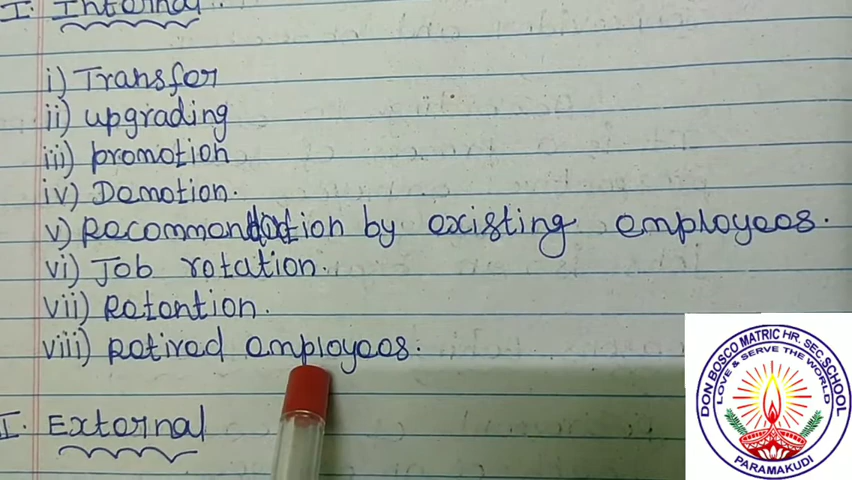 I. Internal.
i) Transfer
ii) upgrading
iii) promotion
iv) Demotion.
v) Recommendation by existing employees.
vi) Job rotation.
vii) Retention.
viii) Retired employees.
I. External
DON BOSCO MATRIC HR. SEC. SCHOOL
LOVE & SERVE THE WORLD
PARAMAKUDI